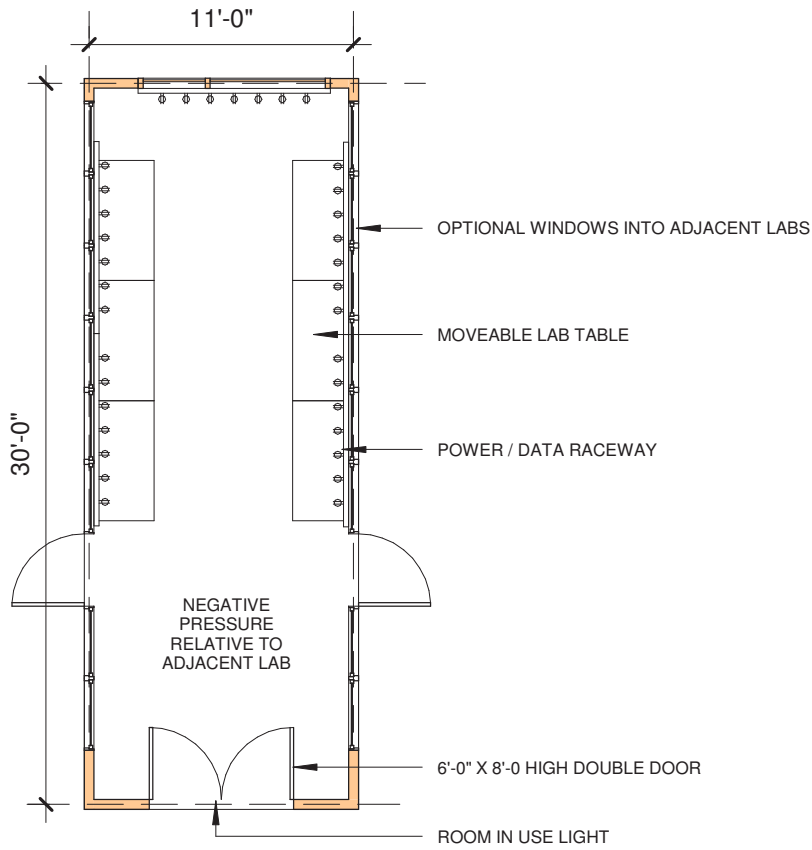 11'-0"
30'-0"
OPTIONAL WINDOWS INTO ADJACENT LABS
MOVEABLE LAB TABLE
POWER / DATA RACEWAY
NEGATIVE
PRESSURE
RELATIVE TO
ADJACENT LAB
6'-0" X 8'-0 HIGH DOUBLE DOOR
ROOM IN USE LIGHT